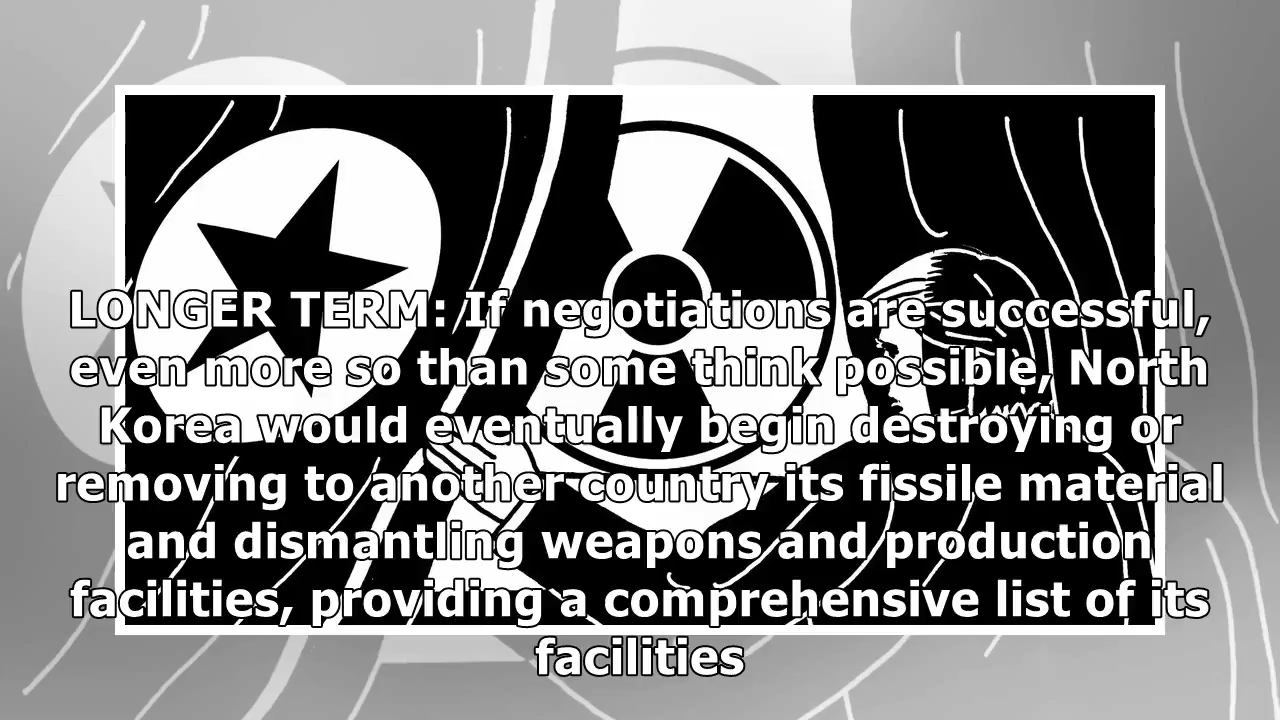 LONGER TERM: If negotiations are successful,
even more so than some think possible, North
Korea would eventually begin destroying or
removing to another country its fissile material
and dismantling weapons and production
facilities, providing a comprehensive list of its
facilities